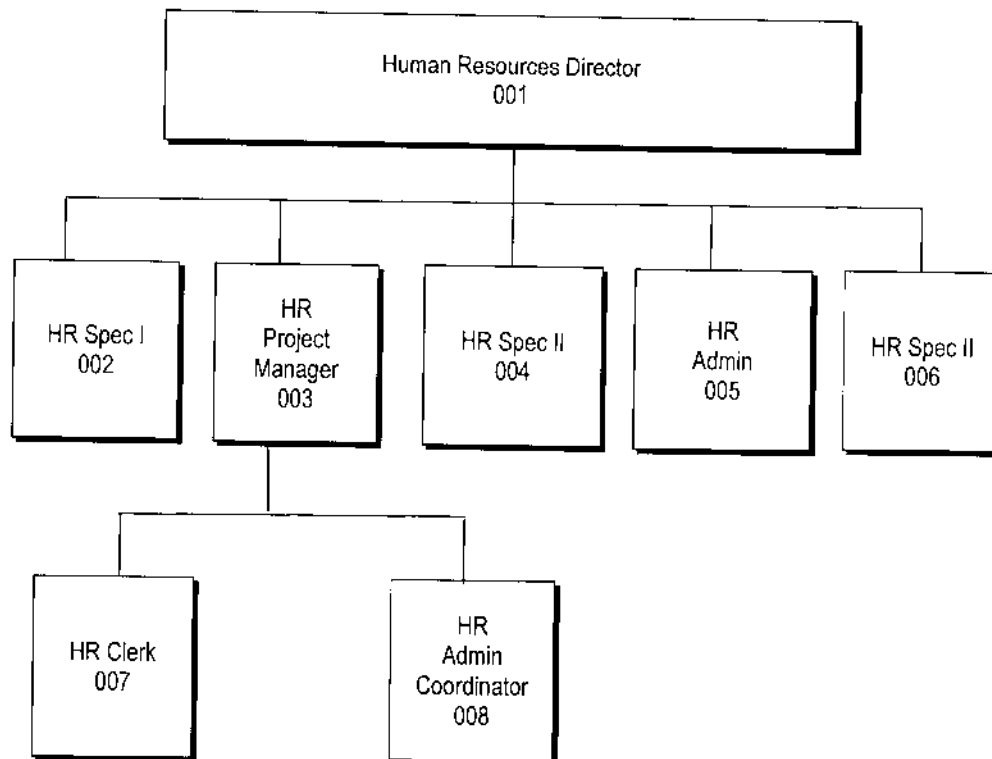 Human Resources Director
001
HR Spec I
002
HR
Project
Manager
003
HR Spec II
004
HR
Admin
005
HR Spec II
006
HR Clerk
007
HR
Admin
Coordinator
008